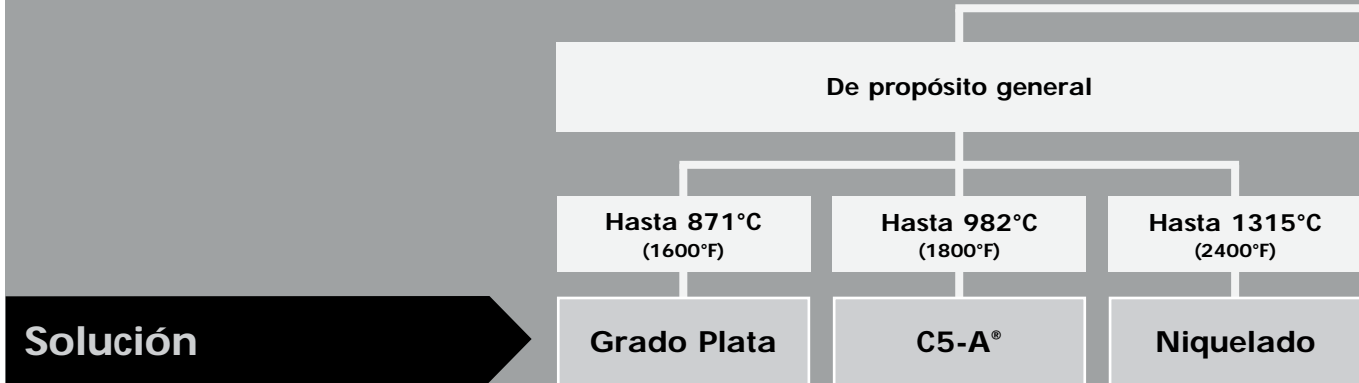 De propósito general
Hasta 871°C
(1600°F)
Hasta 982°C
(1800°F)
Hasta 1315°C
(2400°F)
Solución
Grado Plata
C5-A®
Niquelado